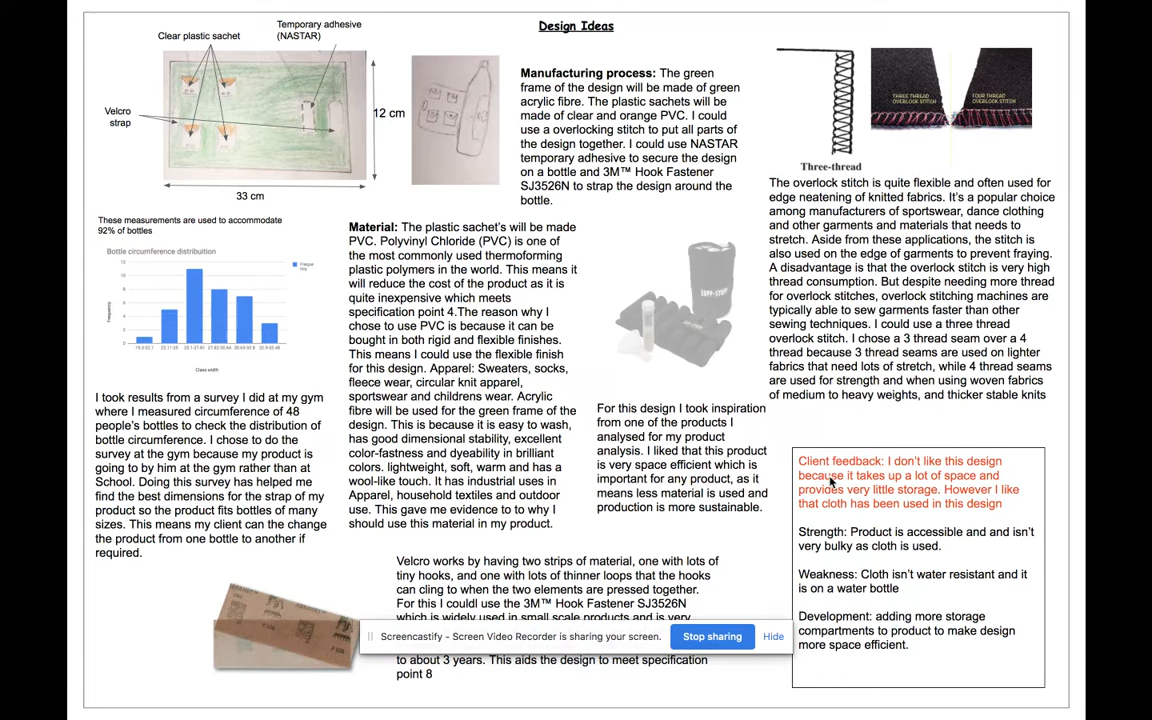 Design Ideas
Temporary adhesive
(NASTAR)
Clear plastic sachet
Velcro
strap
12 cm
33 cm
These measurements are used to accommodate
92% of bottles
Bottle circumference distribuition
Frequency
12
10
8
6
4
2
0
Class width
I took results from a survey I did at my gym
where I measured circumference of 48
people's bottles to check the distribution of
bottle circumference. I chose to do the
survey at the gym because my product is
going to by him at the gym rather than at
School. Doing this survey has helped me
find the best dimensions for the strap of my
product so the product fits bottles of many
sizes. This means my client can the change
the product from one bottle to another if
required.
Manufacturing process: The green
frame of the design will be made of green
acrylic fibre. The plastic sachets will be
made of clear and orange PVC. I could
use a overlocking stitch to put all parts of
the design together. I could use NASTAR
temporary adhesive to secure the design
on a bottle and 3M™ Hook Fastener
SJ3526N to strap the design around the
bottle.
Material: The plastic sachet's will be made
PVC. Polyvinyl Chloride (PVC) is one of
the most commonly used thermoforming
plastic polymers in the world. This means it
will reduce the cost of the product as it is
quite inexpensive which meets
specification point 4.The reason why I
chose to use PVC is because it can be
bought in both rigid and flexible finishes.
This means I could use the flexible finish
for this design. Apparel: Sweaters, socks,
fleece wear, circular knit apparel,
sportswear and childrens wear. Acrylic
fibre will be used for the green frame of the
design. This is because it is easy to wash,
has good dimensional stability, excellent
color-fastness and dyeability in brilliant
colors. lightweight, soft, warm and has a
wool-like touch. It has industrial uses in
Apparel, household textiles and outdoor
use. This gave me evidence to to why I
should use this material in my product.
For this design I took inspiration
from one of the products I
analysed for my product
analysis. I liked that this product
is very space efficient which is
important for any product, as it
means less material is used and
production is more sustainable.
Velcro works by having two strips of material, one with lots of
tiny hooks, and one with lots of thinner loops that the hooks
can cling to when the two elements are pressed together.
For this I couldl use the 3M™ Hook Fastener SJ3526N
which is widely used in small scale products and is very
to about 3 years. This aids the design to meet specification
point 8
Screencastify - Screen Video Recorder is sharing your screen.
Stop sharing
Hide
THREE THREAD
OVERLOCK STITCH
FOUR THREAD
OVERLOCK STITCH
Three-thread
The overlock stitch is quite flexible and often used for
edge neatening of knitted fabrics. It's a popular choice
among manufacturers of sportswear, dance clothing
and other garments and materials that needs to
stretch. Aside from these applications, the stitch is
also used on the edge of garments to prevent fraying.
A disadvantage is that the overlock stitch is very high
thread consumption. But despite needing more thread
for overlock stitches, overlock stitching machines are
typically able to sew garments faster than other
sewing techniques. I could use a three thread
overlock stitch. I chose a 3 thread seam over a 4
thread because 3 thread seams are used on lighter
fabrics that need lots of stretch, while 4 thread seams
are used for strength and when using woven fabrics
of medium to heavy weights, and thicker stable knits
Client feedback: I don't like this design
because it takes up a lot of space and
provides very little storage. However I like
that cloth has been used in this design
Strength: Product is accessible and and isn't
very bulky as cloth is used.
Weakness: Cloth isn't water resistant and it
is on a water bottle
Development: adding more storage
compartments to product to make design
more space efficient.